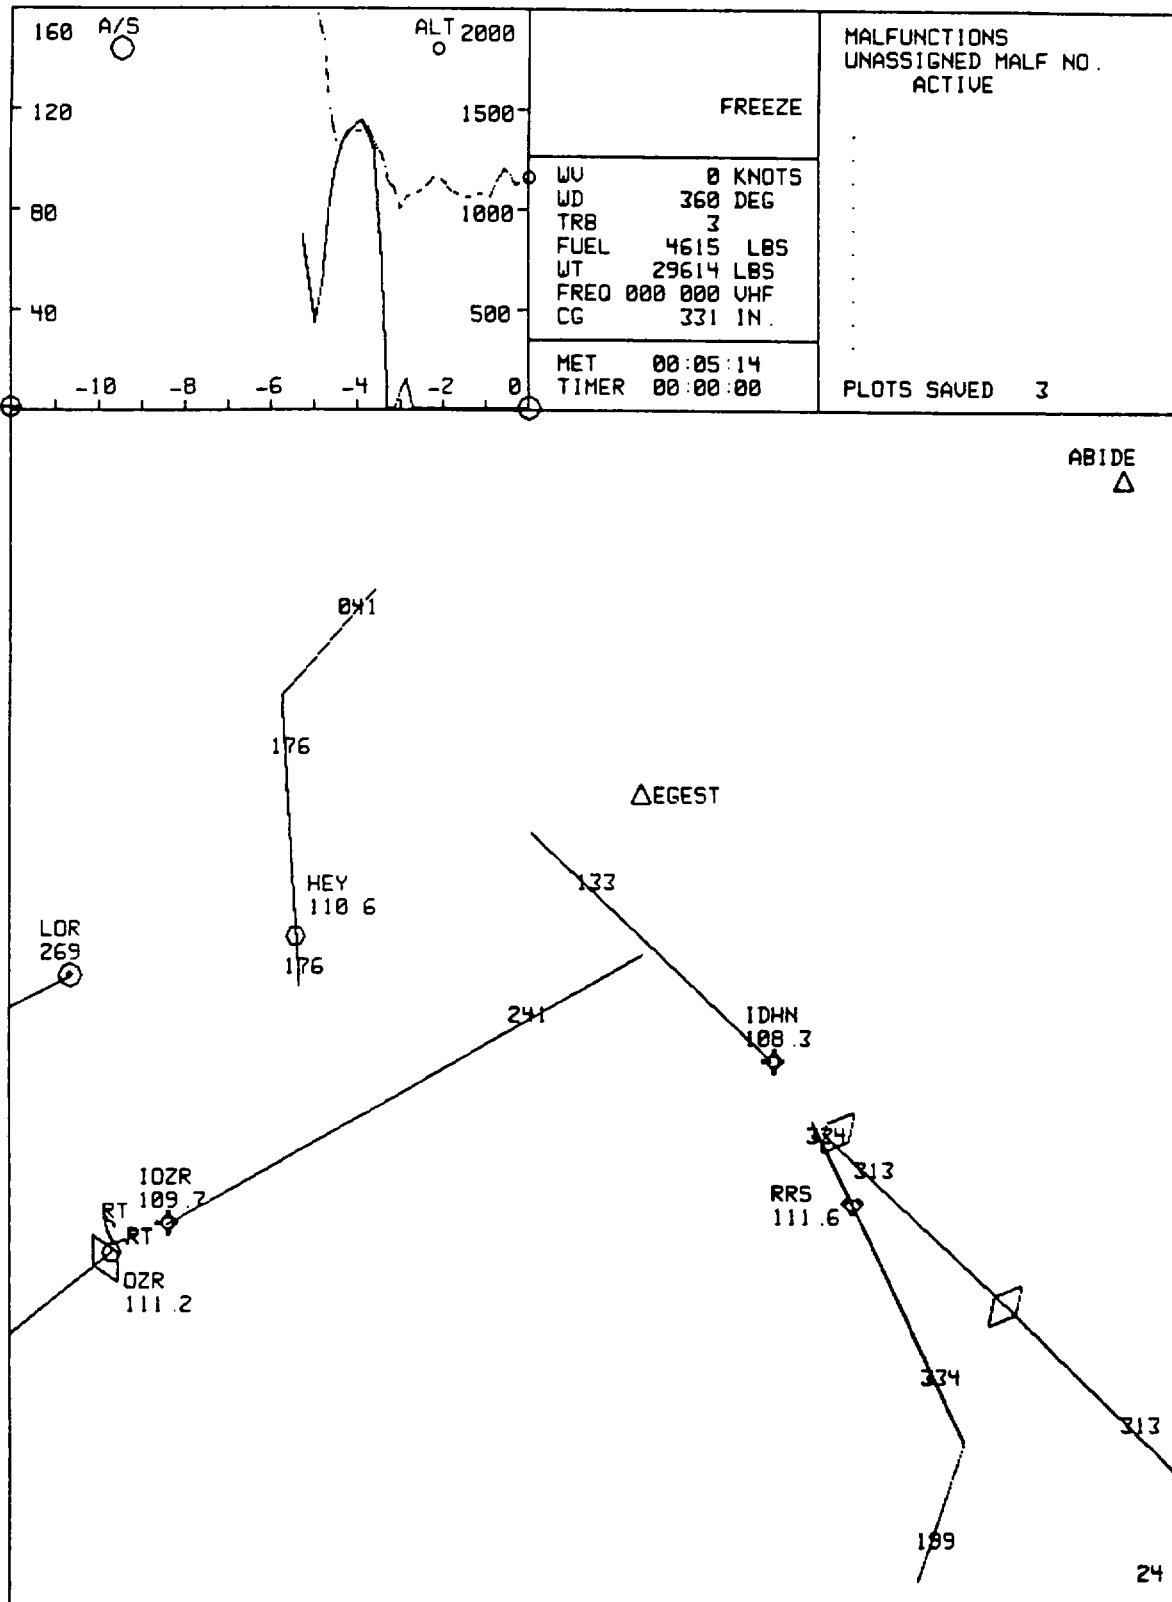 160 A/S ALT 2000
120 1500
80 1000
40 500
-10 -8 -6 -4 -2 0
FREEZE
WV 0 KNOTS
WD 360 DEG
TRB 3
FUEL 4615 LBS
WT 29614 LBS
FREQ 000 000 VHF
CG 331 IN.
MET 00:05:14
TIMER 00:00:00
MALFUNCTIONS
UNASSIGNED MALF NO.
ACTIVE
PLOTS SAVED 3
ABIDE
041
176
EGEST
133
HEY
110 6
LOR
269
176
241
IDHN
108.3
334
313
IOZR
109.7
RT
RT
RRS
111.6
OZR
111.2
334
313
199
24